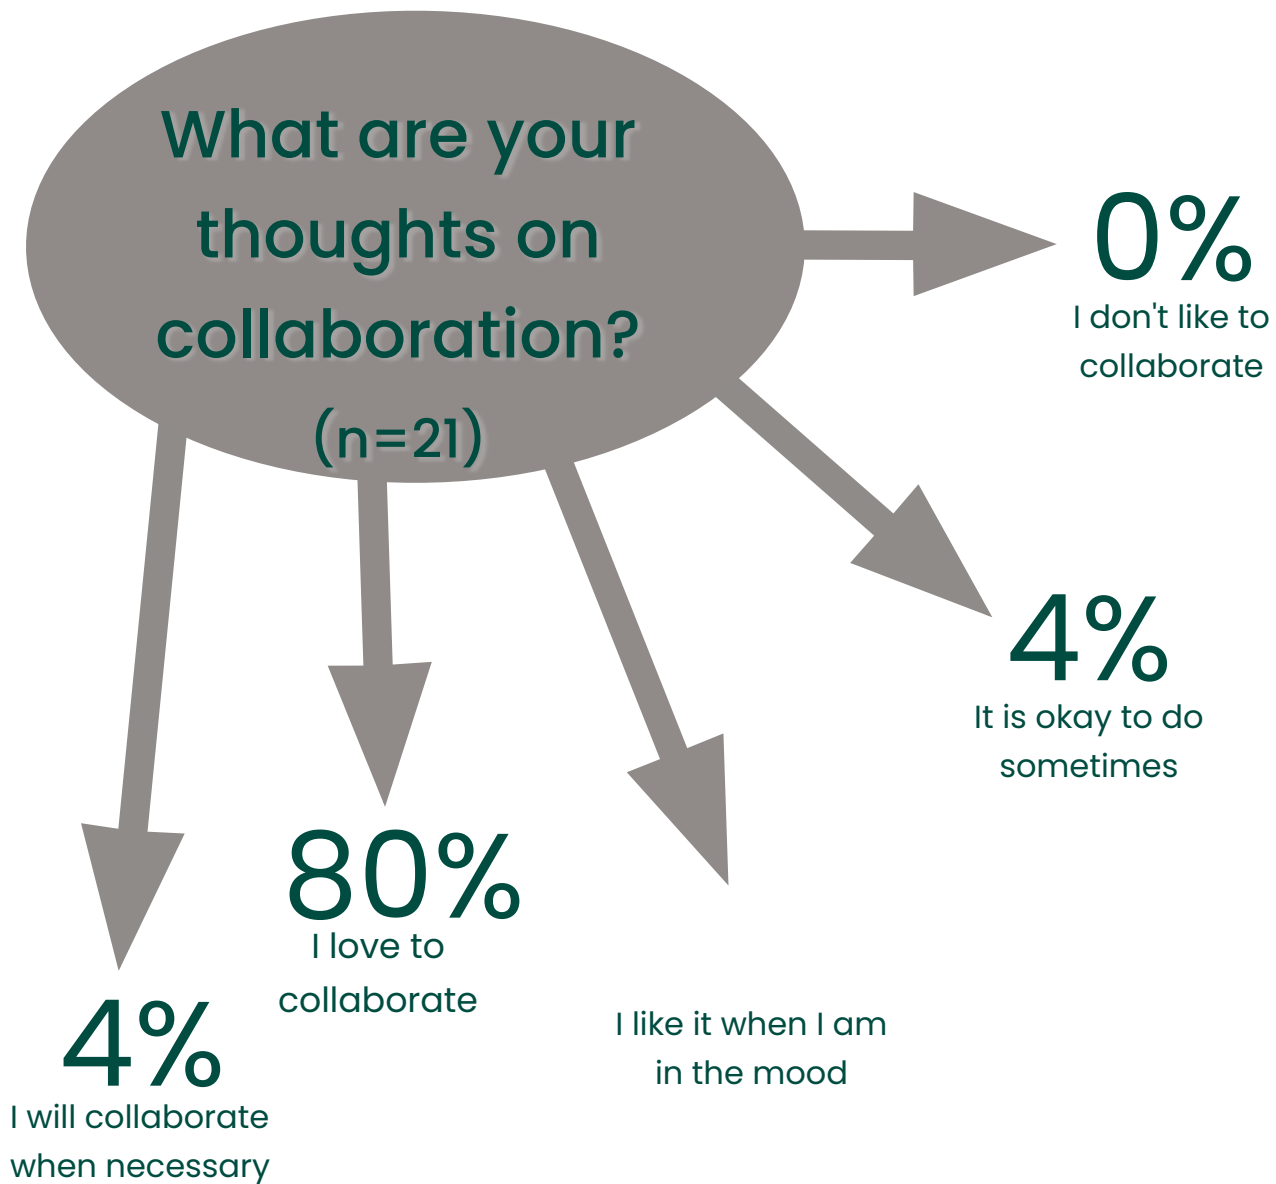 What are your
thoughts on
collaboration?
(n=21)
0%
I don't like to
collaborate
4%
It is okay to do
sometimes
80%
I love to
collaborate
I like it when I am
in the mood
4%
I will collaborate
when necessary